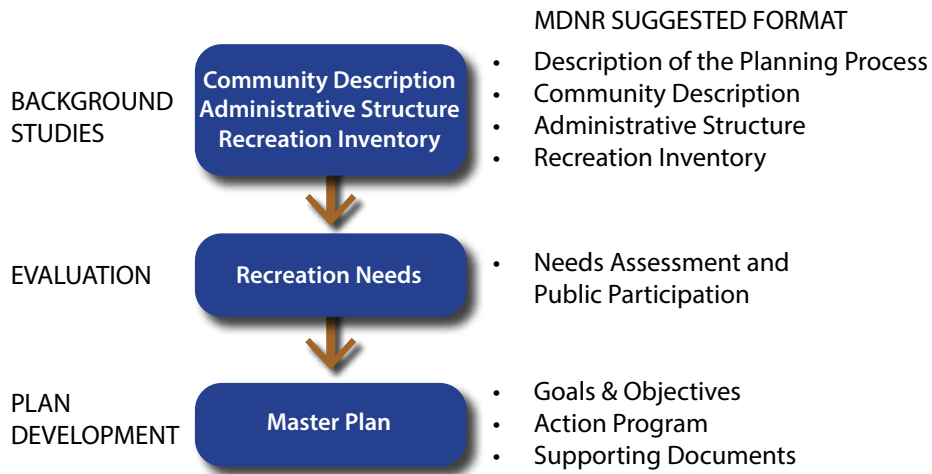 MDNR SUGGESTED FORMAT
BACKGROUND
STUDIES
Community Description
Administrative Structure
Recreation Inventory
• Description of the Planning Process
• Community Description
• Administrative Structure
• Recreation Inventory
EVALUATION
Recreation Needs
• Needs Assessment and
Public Participation
PLAN
DEVELOPMENT
Master Plan
• Goals & Objectives
• Action Program
• Supporting Documents